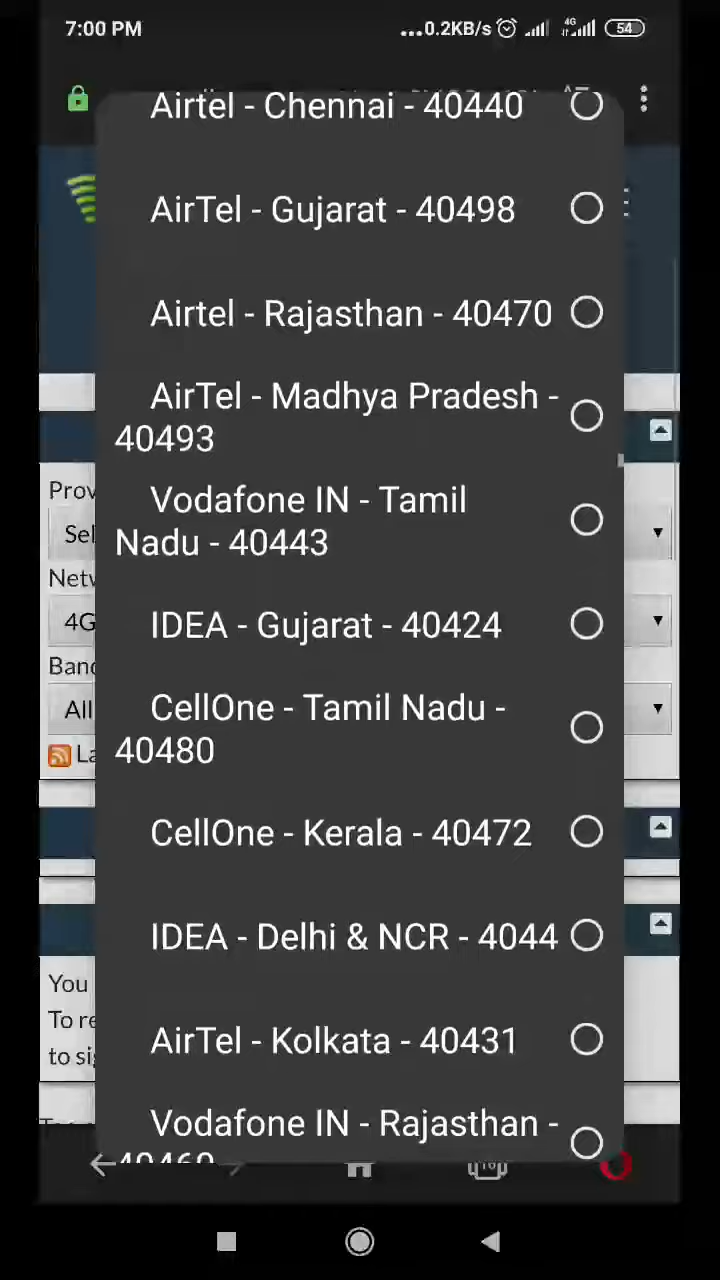 7:00 PM
...0.2KB/s
4G
54
Airtel - Chennai - 40440
AirTel - Gujarat - 40498
Airtel - Rajasthan - 40470
AirTel - Madhya Pradesh -
40493
Prov
Vodafone IN - Tamil
Sel
Nadu - 40443
Netw
IDEA - Gujarat - 40424
4G
Band
CellOne - Tamil Nadu -
All
40480
La
CellOne - Kerala - 40472
IDEA - Delhi & NCR - 4044
You
To re
AirTel - Kolkata - 40431
to si
Vodafone IN - Rajasthan -